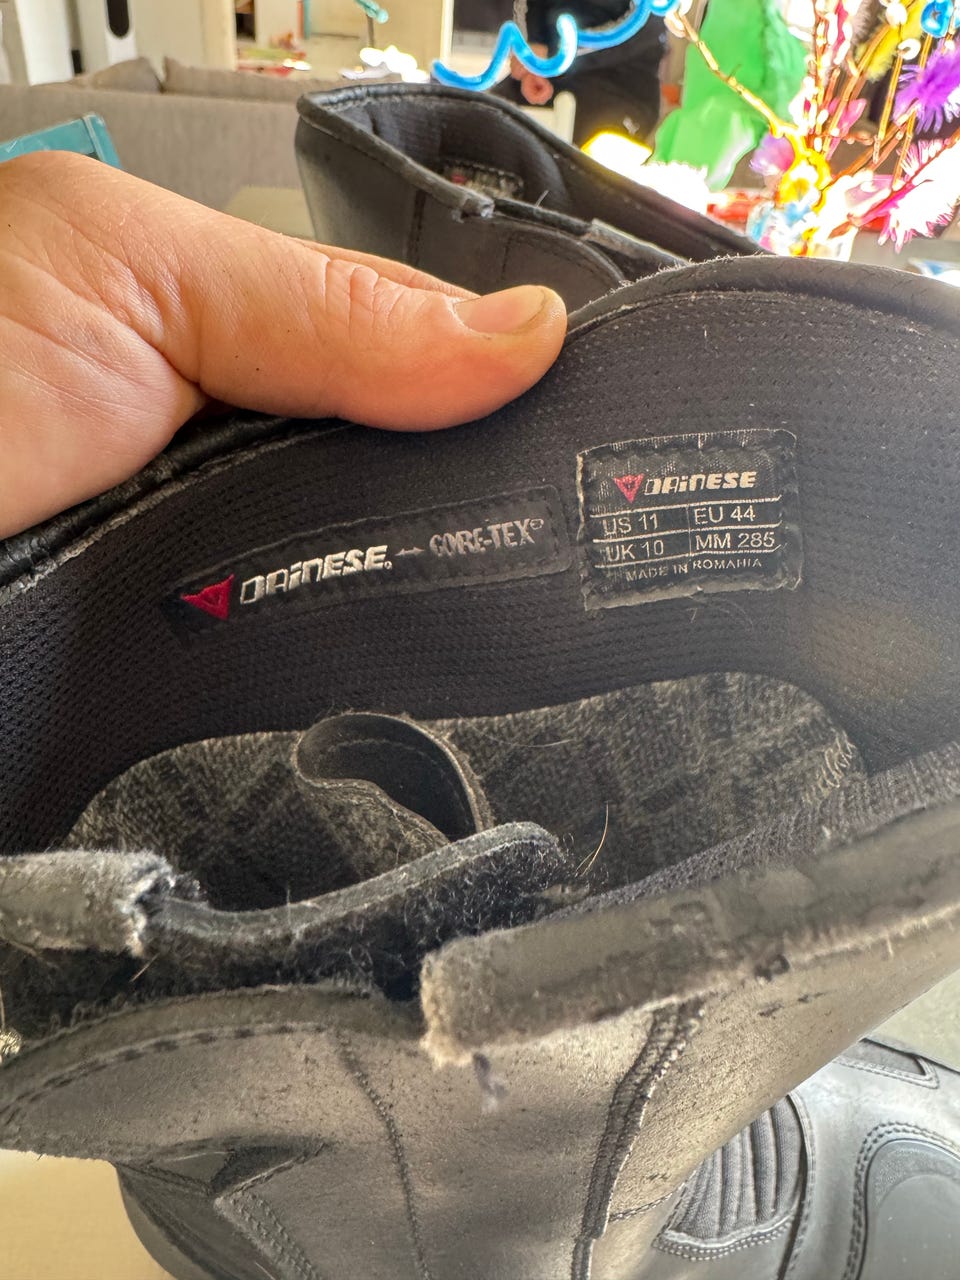 DAiNESE® ↔ GORE-TEX®
DAiNESE
US 11 EU 44
UK 10 MM 285
MADE IN ROMANIA